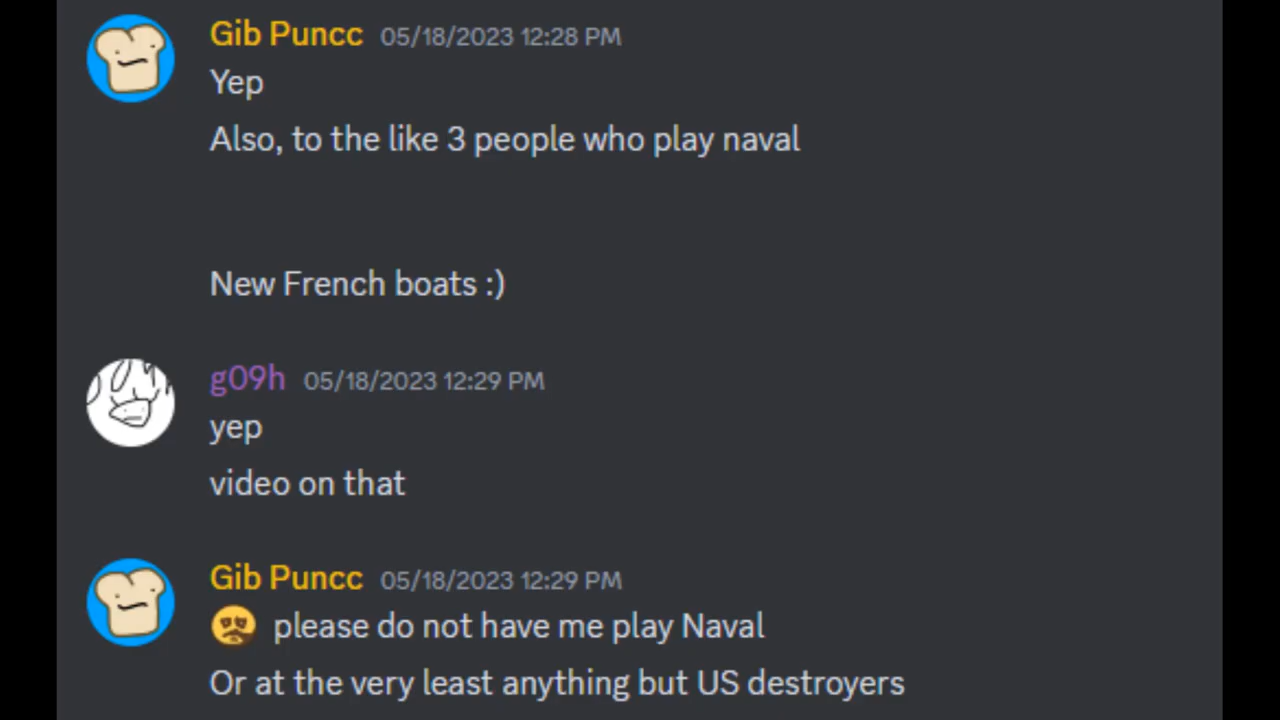 Gib Puncc 05/18/2023 12:28 PM
Yep
Also, to the like 3 people who play naval
New French boats :)
g09h 05/18/2023 12:29 PM
yep
video on that
Gib Puncc 05/18/2023 12:29 PM
please do not have me play Naval
Or at the very least anything but US destroyers